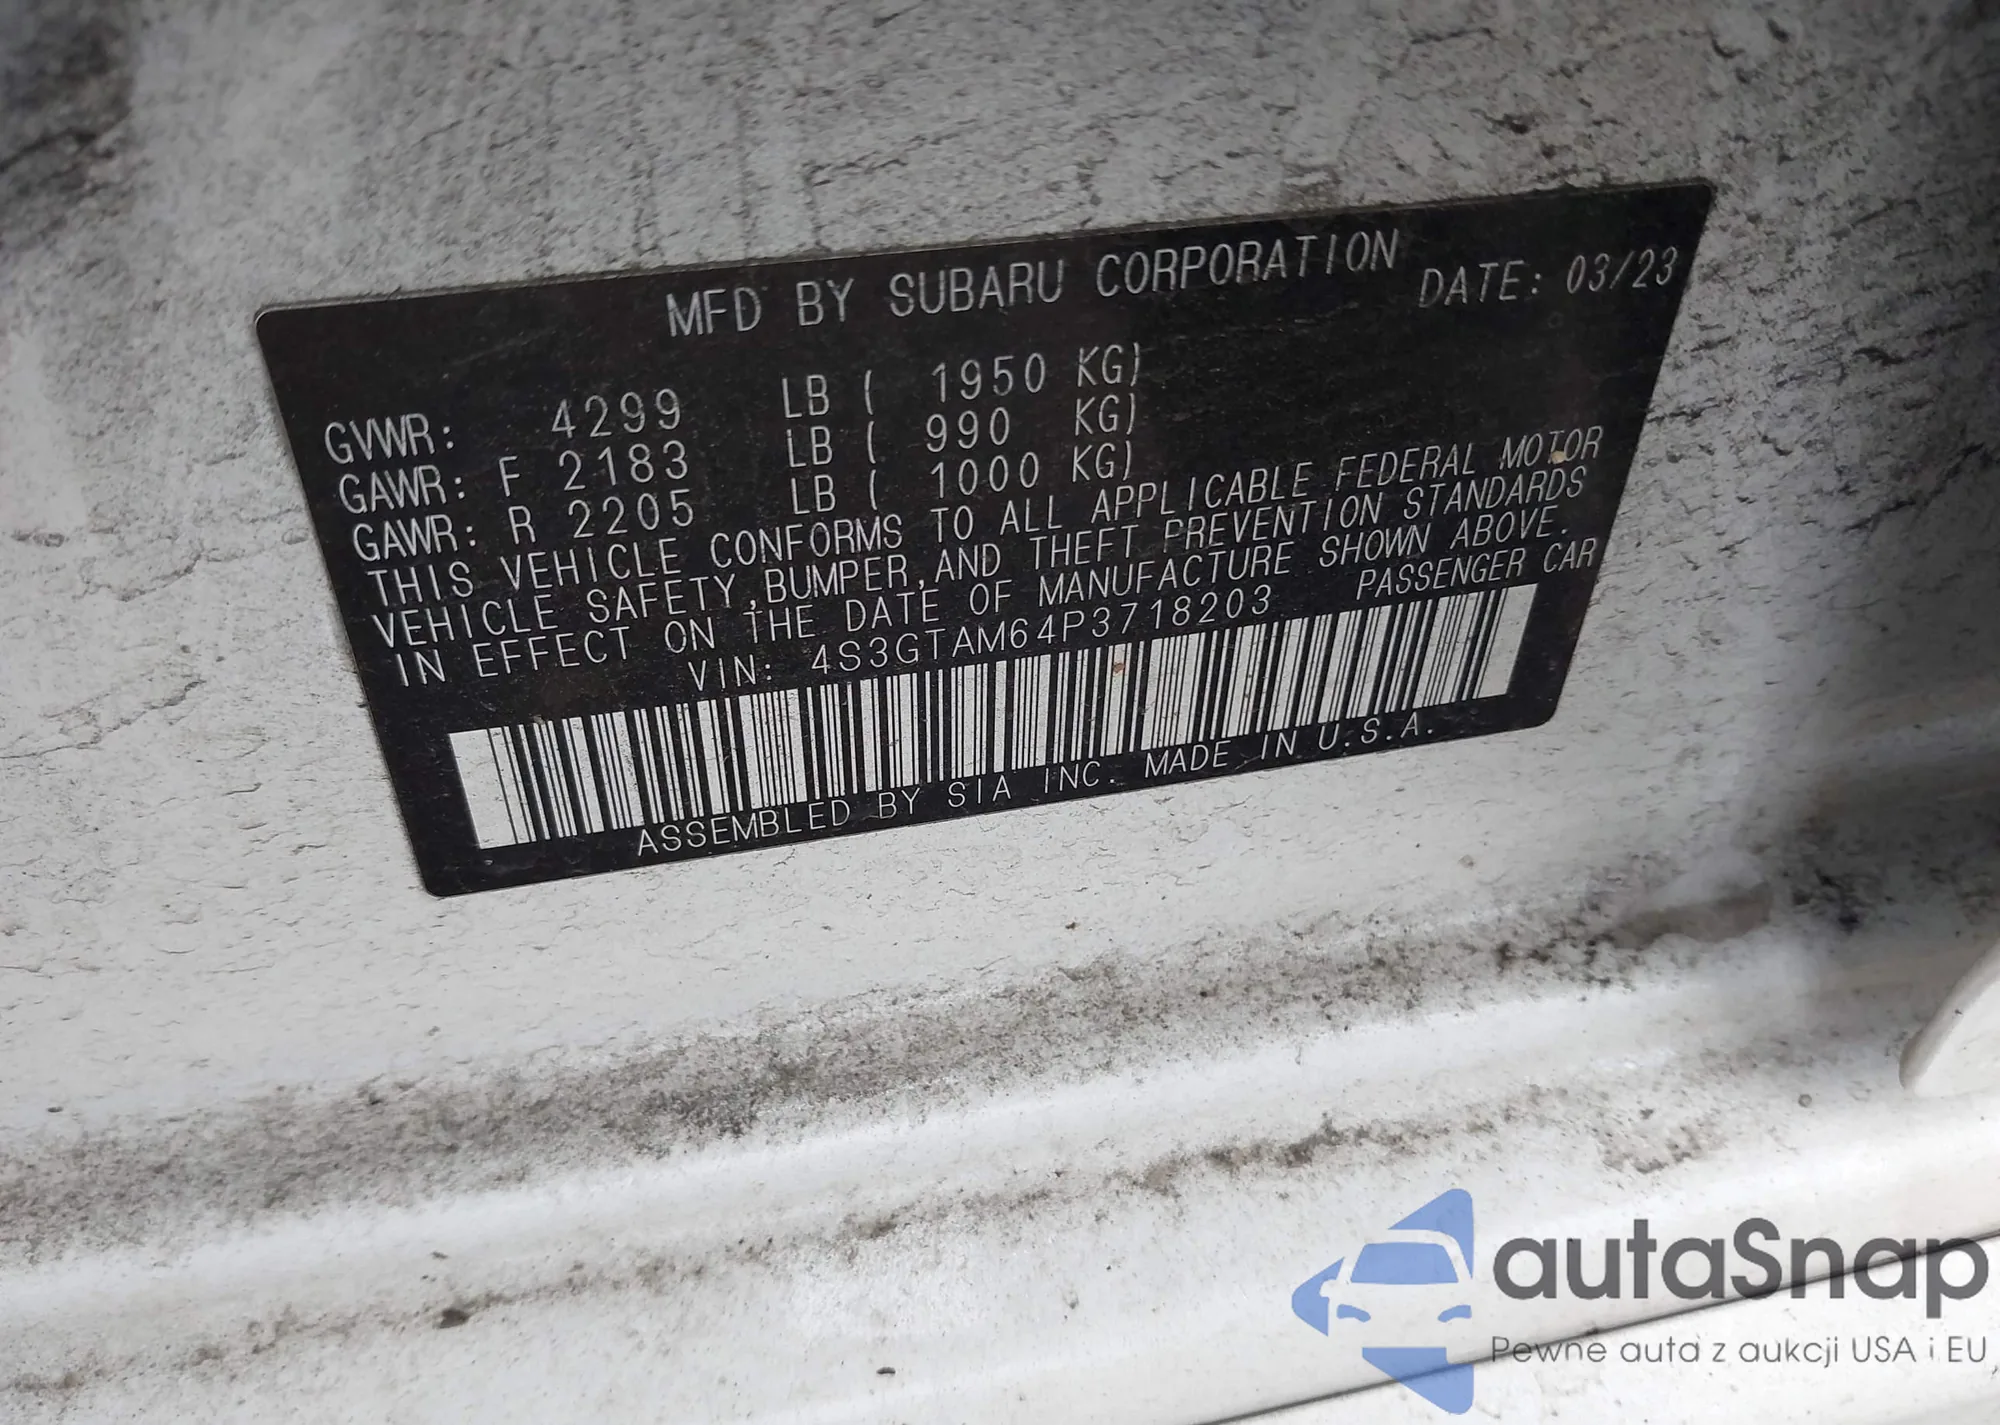 MFD BY SUBARU CORPORATION DATE: 03/23
GVWR: 4299 LB ( 1950 KG)
GAWR: F 2183 LB ( 990 KG)
GAWR: R 2205 LB ( 1000 KG)
THIS VEHICLE CONFORMS TO ALL APPLICABLE FEDERAL MOTOR
VEHICLE SAFETY,BUMPER,AND THEFT PREVENTION STANDARDS
IN EFFECT ON THE DATE OF MANUFACTURE SHOWN ABOVE.
VIN: 4S3GTAM64P3718203 PASSENGER CAR
ASSEMBLED BY SIA INC. MADE IN U.S.A.
autaSnap
Pewne auta z aukcji USA i EU